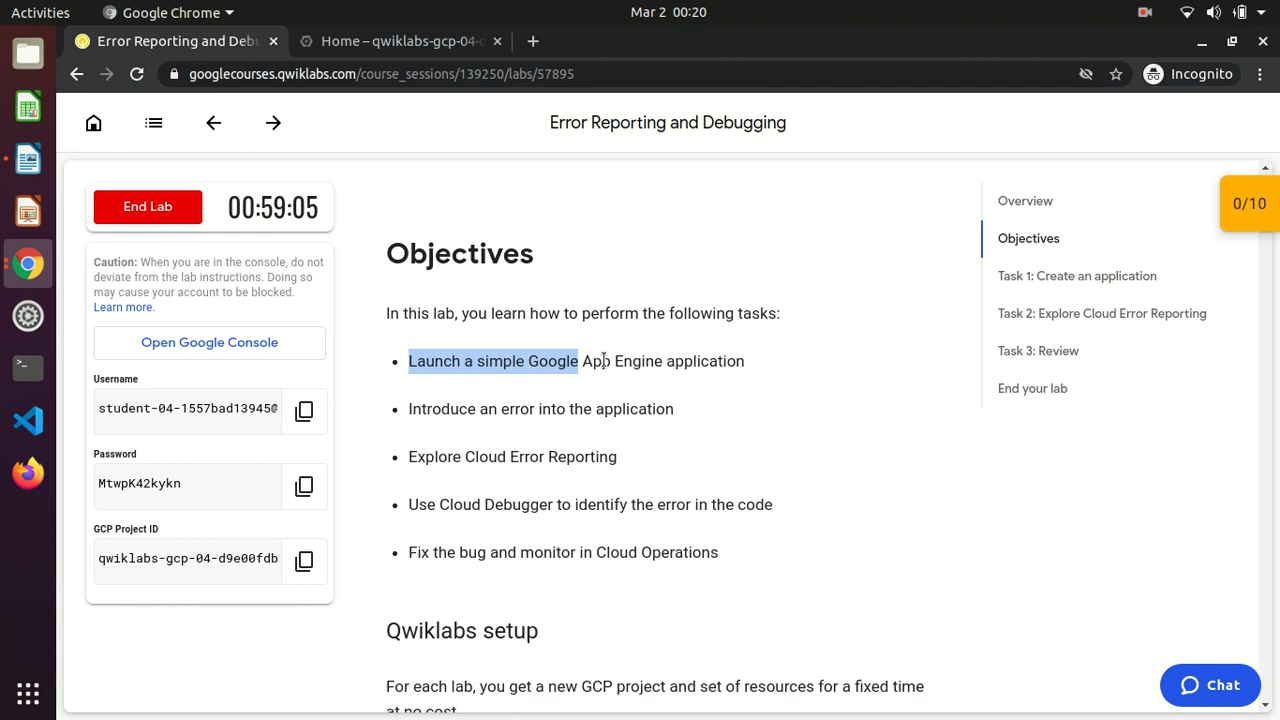 Activities
Google Chrome
Mar 2 00:20
Error Reporting and Debu
Home – qwiklabs-gcp-04-d
googlecourses.qwiklabs.com/course_sessions/139250/labs/57895
Incognito
Error Reporting and Debugging
End Lab
00:59:05
Caution: When you are in the console, do not
deviate from the lab instructions. Doing so
may cause your account to be blocked.
Learn more.
Open Google Console
Username
student-04-1557bad13945@
Password
MtwpK42kykn
GCP Project ID
qwiklabs-gcp-04-d9e00fdb
Objectives
In this lab, you learn how to perform the following tasks:
• Launch a simple Google App Engine application
• Introduce an error into the application
• Explore Cloud Error Reporting
• Use Cloud Debugger to identify the error in the code
• Fix the bug and monitor in Cloud Operations
Qwiklabs setup
For each lab, you get a new GCP project and set of resources for a fixed time
at no cost.
Overview
Objectives
Task 1: Create an application
Task 2: Explore Cloud Error Reporting
Task 3: Review
End your lab
0/10
Chat